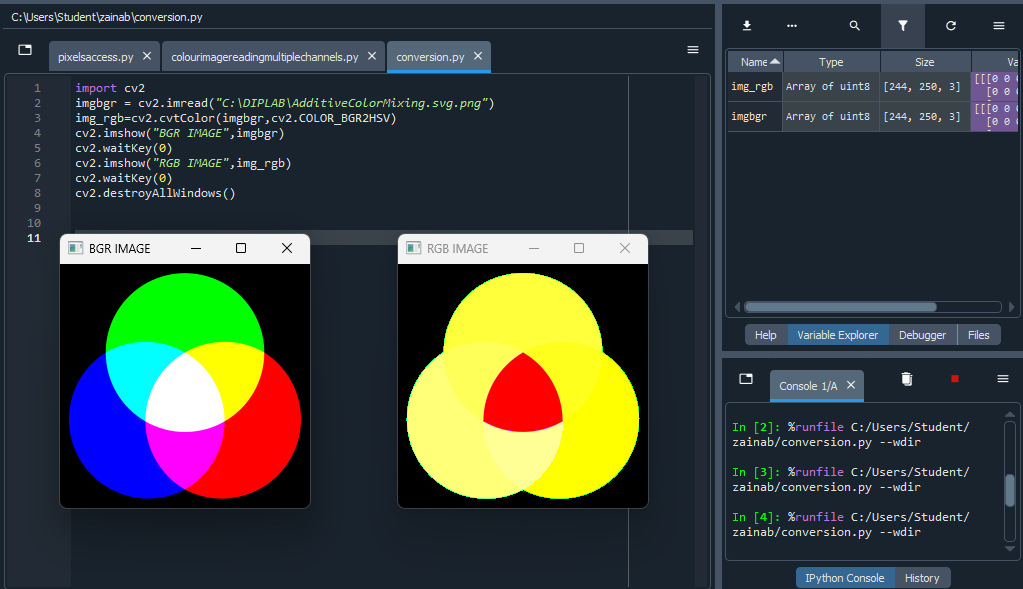 C:\Users\Student\zainab\conversion.py
pixelsaccess.py
colourimagereadingmultiplechannels.py
conversion.py
1 import cv2
2 imgbgr = cv2.imread("C:\DIPLAB\AdditiveColorMixing.svg.png")
3 img_rgb=cv2.cvtColor(imgbgr,cv2.COLOR_BGR2HSV)
4 cv2.imshow("BGR IMAGE",imgbgr)
5 cv2.waitKey(0)
6 cv2.imshow("RGB IMAGE",img_rgb)
7 cv2.waitKey(0)
8 cv2.destroyAllWindows()
9
10
11
BGR IMAGE
RGB IMAGE
Name Type Size Va
img_rgb Array of uint8 [244, 250, 3] [[[0 0 0
[0 0 0
imgbgr Array of uint8 [244, 250, 3] [[[0 0 0
[0 0 0
Help Variable Explorer Debugger Files
Console 1/A
In [2]: %runfile C:/Users/Student/
zainab/conversion.py --wdir
In [3]: %runfile C:/Users/Student/
zainab/conversion.py --wdir
In [4]: %runfile C:/Users/Student/
zainab/conversion.py --wdir
IPython Console History